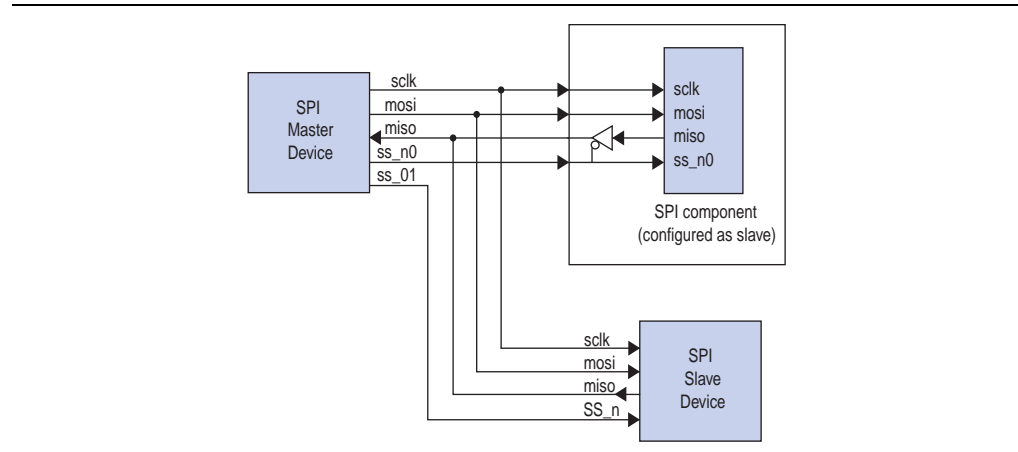 sclk
mosi
miso
ss_n0
ss_01
SPI
Master
Device
sclk
mosi
miso
ss_n0
SPI component
(configured as slave)
sclk
mosi
miso
SS_n
SPI
Slave
Device